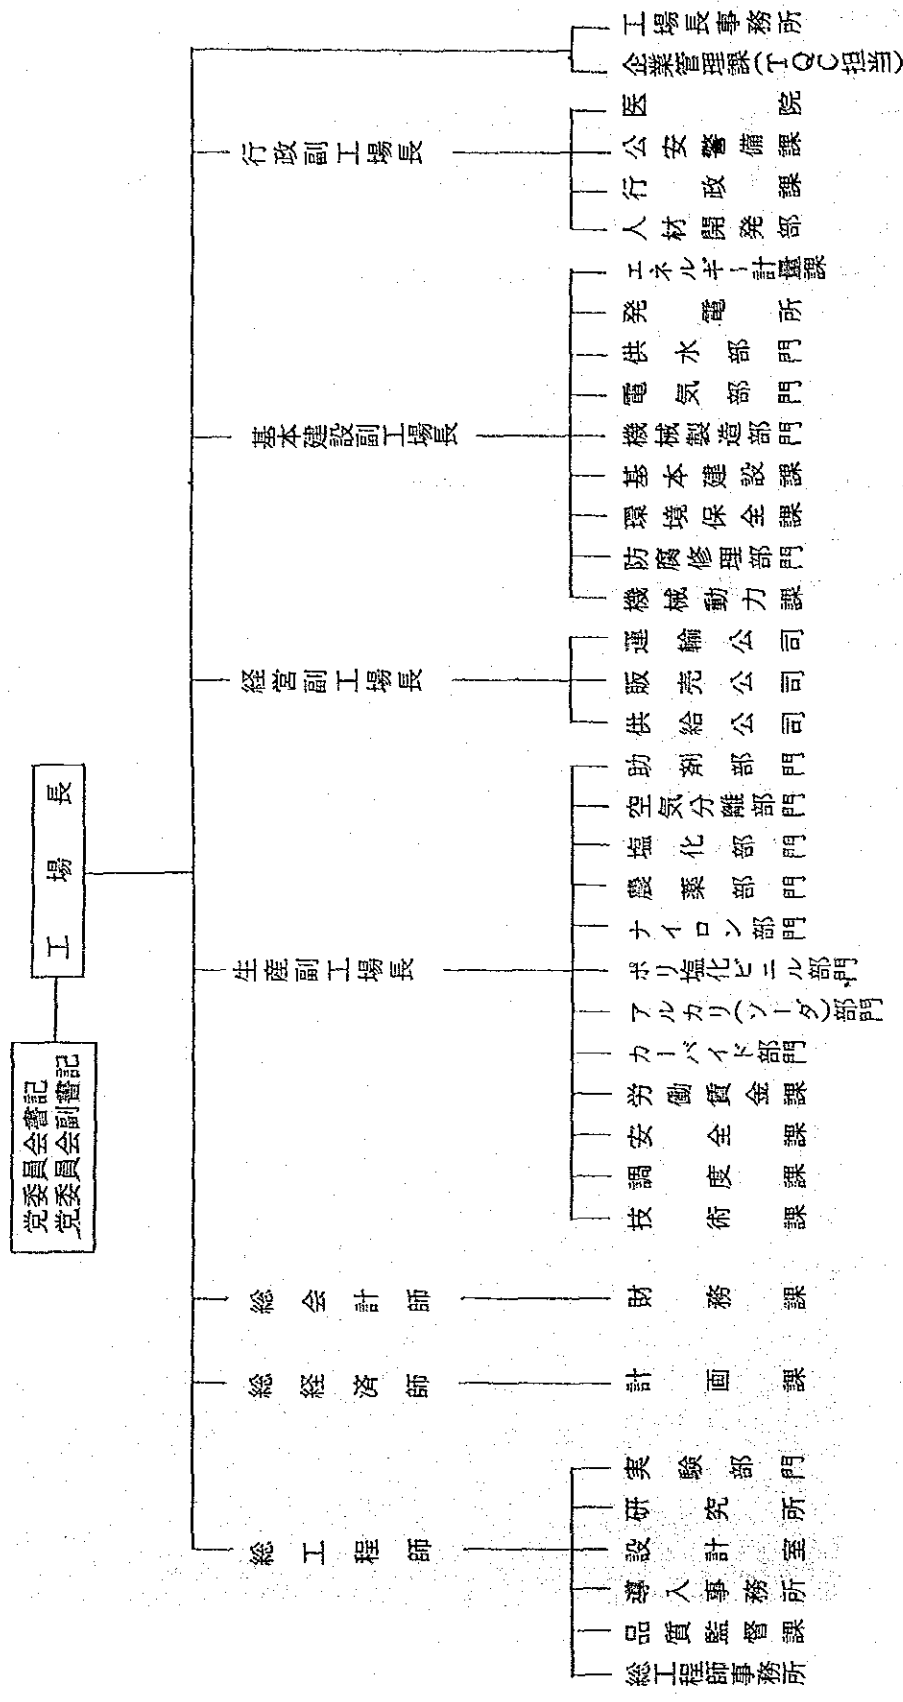 党委員会書記
党委員会副書記
工場長
総工程師
総経済師
総会計師
生産副工場長
経営副工場長
基本建設副工場長
行政副工場長
総工程師事務所
品質監督課
導入事務所
設計室
研究所
実験部門
計画課
財務課
技術課
調度課
安全課
労働賃金課
カーバイド部門
アルカリ(ソーダ)部門
ポリ塩化ビニル部門
ナイロン部門
農薬部門
塩化部門
空気分離部門
助剤部門
供給公司
販売公司
運輸公司
機械動力課
防腐修理部門
環境保全課
基本建設課
機械製造部門
電気部門
供水部門
発電所
エネルギー計量課
人材開発部
行政課
公安警備課
医院
企業管理課(TQC担当)
工場長事務所